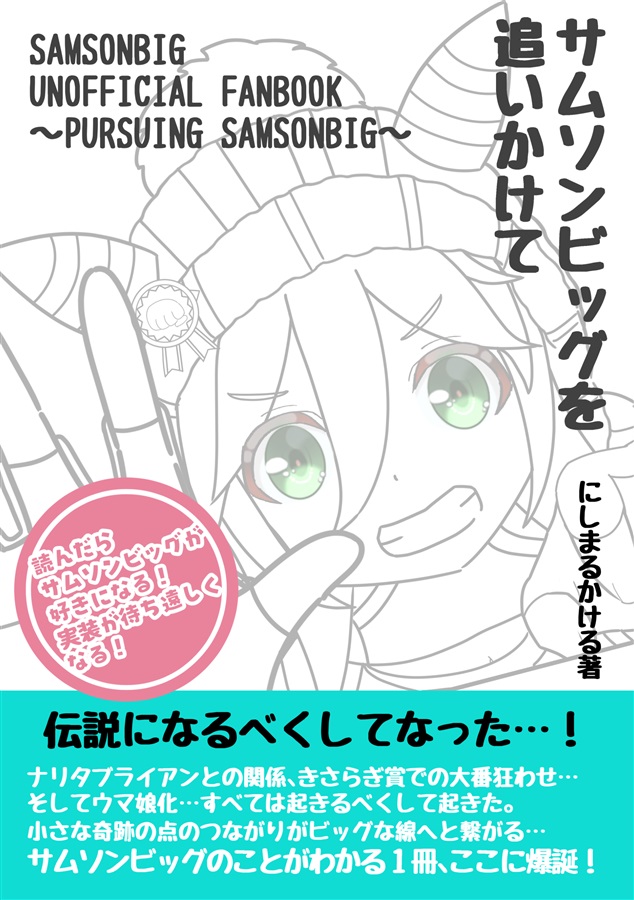 SAMSONBIG
UNOFFICIAL FANBOOK
～PURSUING SAMSONBIG～
サムソンビッグを
追いかけて
にしまるかける著
読んだら
サムソンビッグが
好きになる！
実装が待ち遠しく
なる！
伝説になるべくしてなった…！
ナリタブライアンとの関係、きさらぎ賞での大番狂わせ…
そしてウマ娘化…すべては起きるべくして起きた。
小さな奇跡の点のつながりがビッグな線へと繋がる…
サムソンビッグのことがわかる１冊、ここに爆誕！